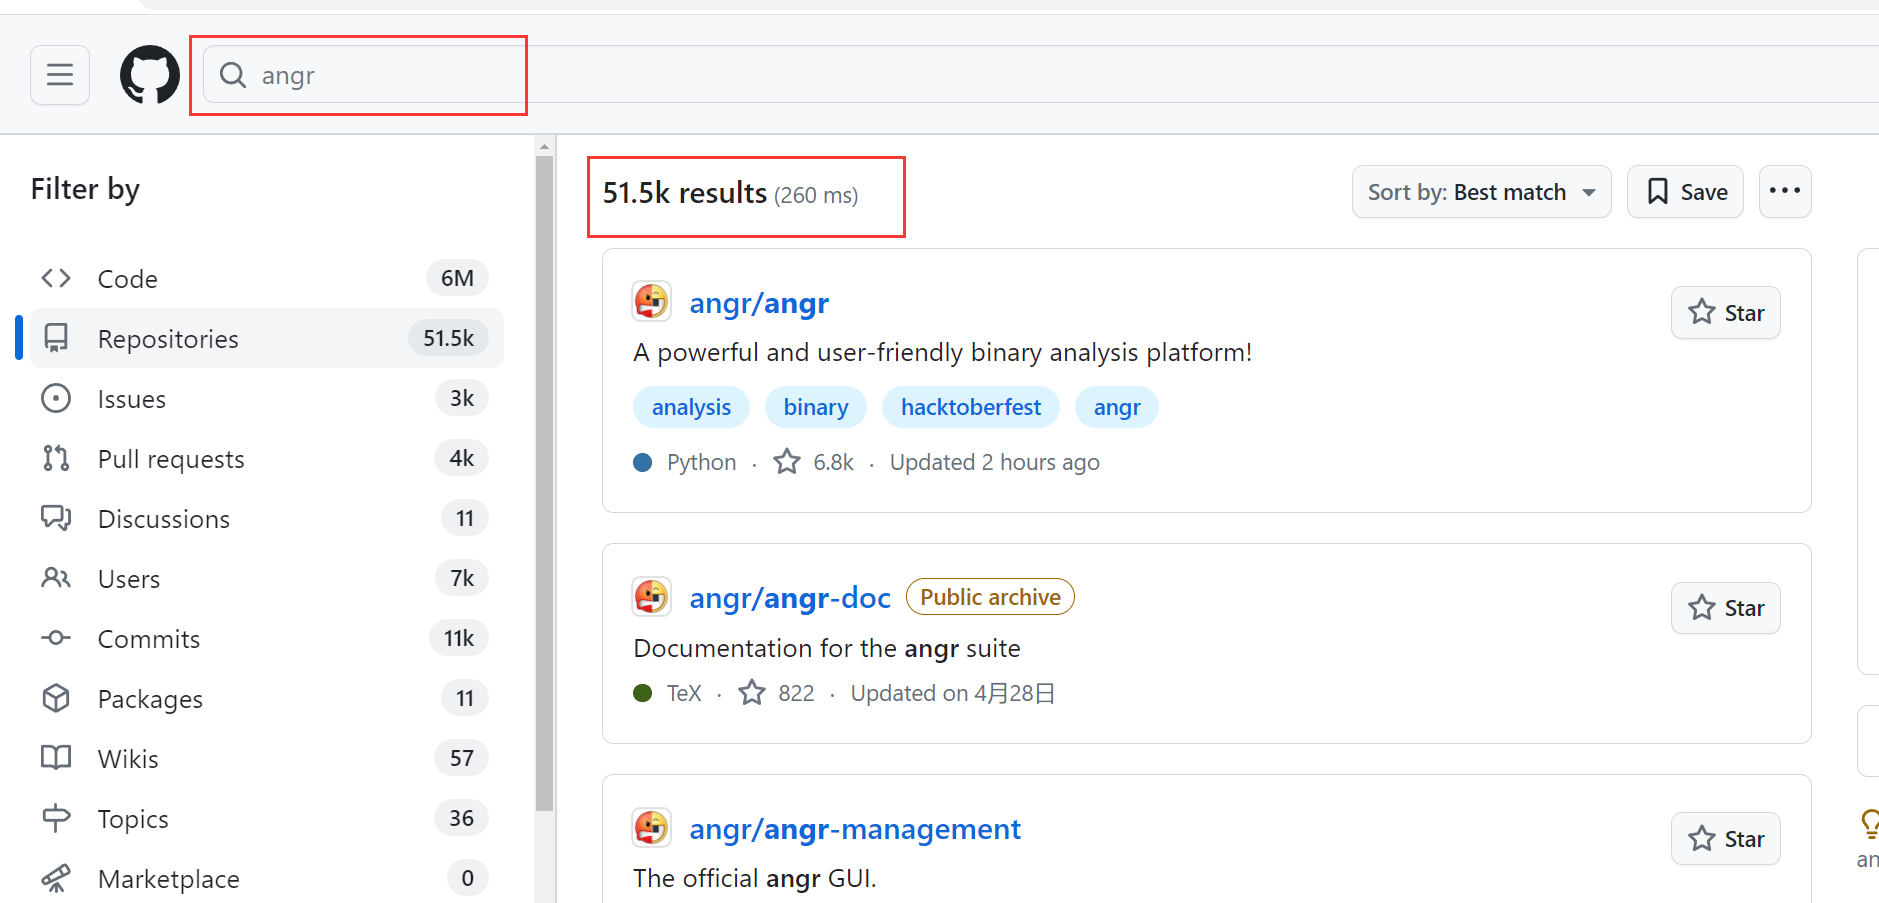 angr
Filter by
Code 6M
Repositories 51.5k
Issues 3k
Pull requests 4k
Discussions 11
Users 7k
Commits 11k
Packages 11
Wikis 57
Topics 36
Marketplace 0
51.5k results (260 ms)
Sort by: Best match
Save
angr/angr
Star
A powerful and user-friendly binary analysis platform!
analysis binary hacktoberfest angr
Python · 6.8k · Updated 2 hours ago
angr/angr-doc Public archive
Star
Documentation for the angr suite
TeX · 822 · Updated on 4月28日
angr/angr-management
Star
The official angr GUI.
an